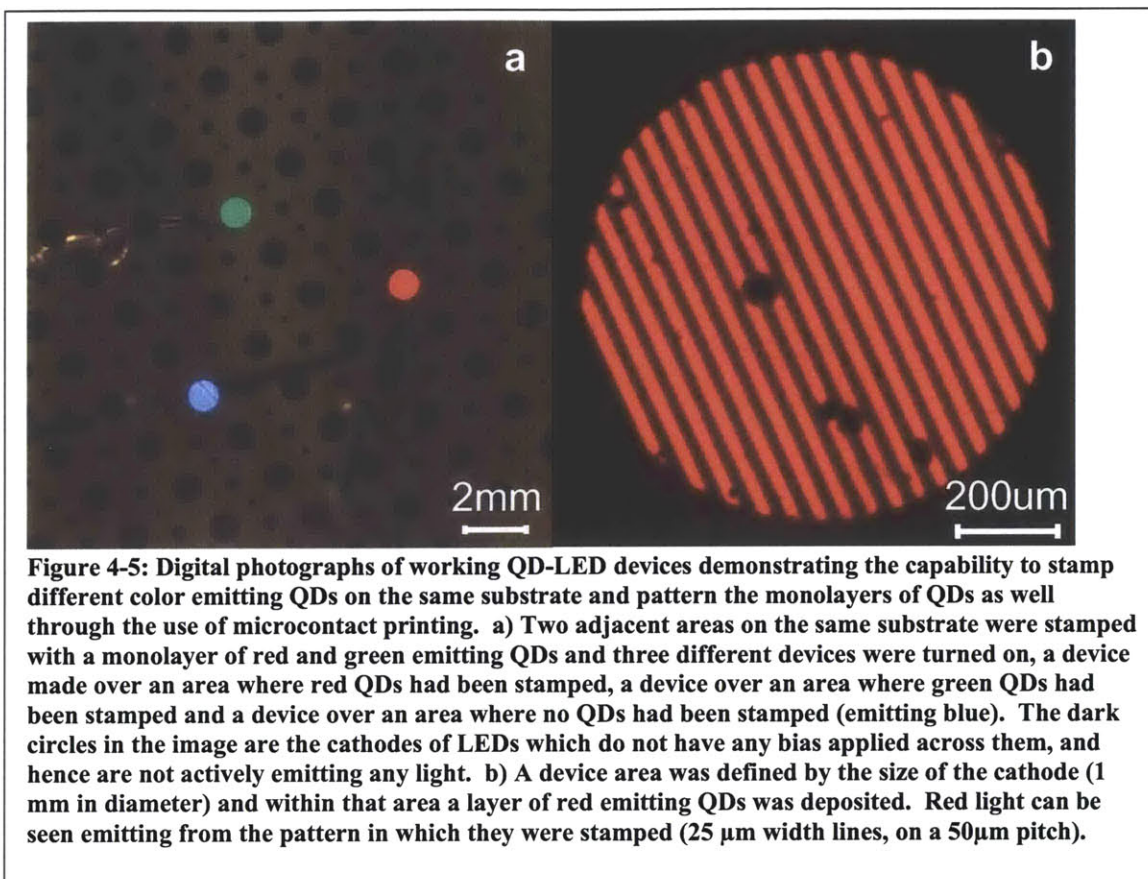 a
b
2mm
200um
Figure 4-5: Digital photographs of working QD-LED devices demonstrating the capability to stamp
different color emitting QDs on the same substrate and pattern the monolayers of QDs as well
through the use of microcontact printing. a) Two adjacent areas on the same substrate were stamped
with a monolayer of red and green emitting QDs and three different devices were turned on, a device
made over an area where red QDs had been stamped, a device over an area where green QDs had
been stamped and a device over an area where no QDs had been stamped (emitting blue). The dark
circles in the image are the cathodes of LEDs which do not have any bias applied across them, and
hence are not actively emitting any light. b) A device area was defined by the size of the cathode (1
mm in diameter) and within that area a layer of red emitting QDs was deposited. Red light can be
seen emitting from the pattern in which they were stamped (25 µm width lines, on a 50µm pitch).